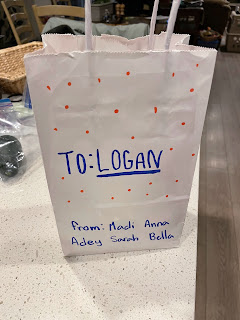 TO: LOGAN
from: Madi Anna
Adey Sarah Bella